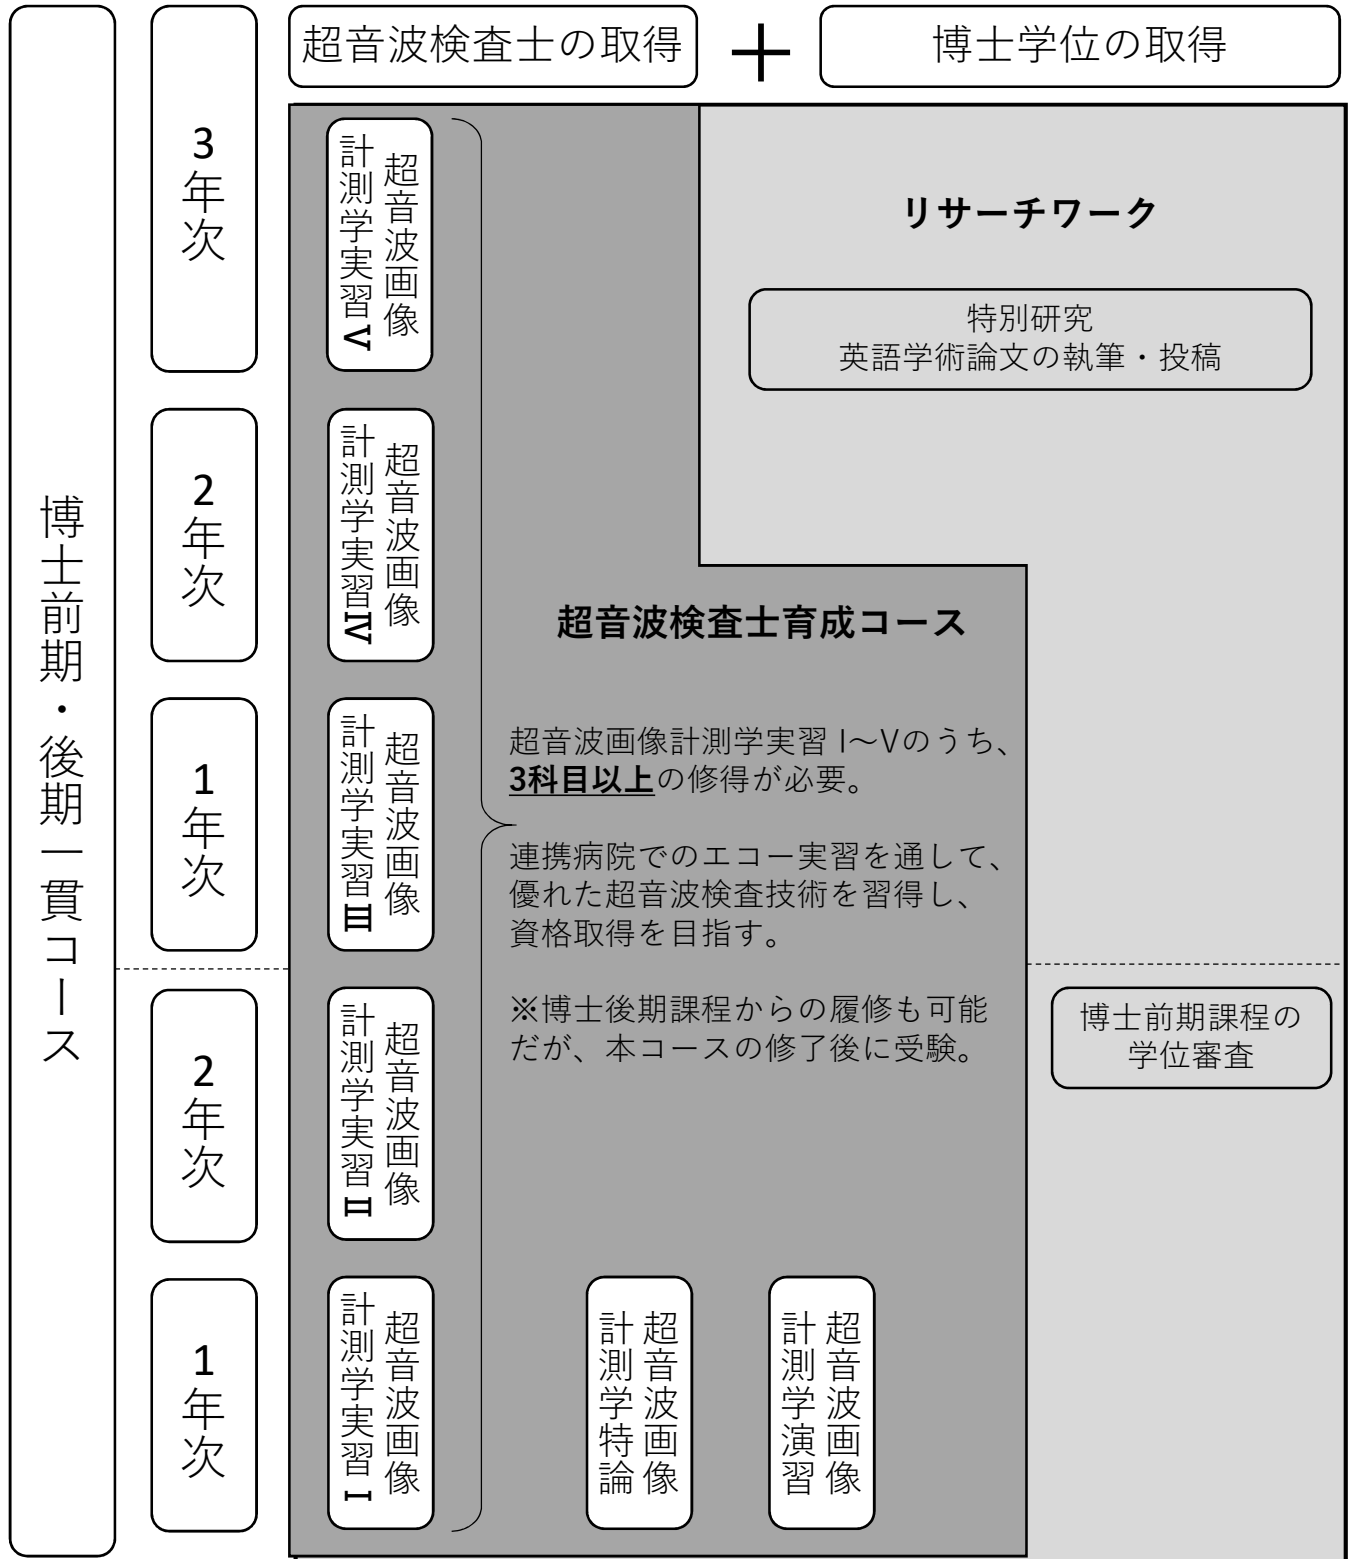 超音波検査士の取得
＋
博士学位の取得
博士前期・後期一貫コース
3年次
2年次
1年次
2年次
1年次
超音波画像
計測学実習V
超音波画像
計測学実習IV
超音波画像
計測学実習III
超音波画像
計測学実習II
超音波画像
計測学実習I
リサーチワーク
特別研究
英語学術論文の執筆・投稿
超音波検査士育成コース
超音波画像計測学実習 I～Vのうち、
3科目以上の修得が必要。
連携病院でのエコー実習を通して、
優れた超音波検査技術を習得し、
資格取得を目指す。
※博士後期課程からの履修も可能
だが、本コースの修了後に受験。
博士前期課程の
学位審査
超音波画像
計測学特論
超音波画像
計測学演習